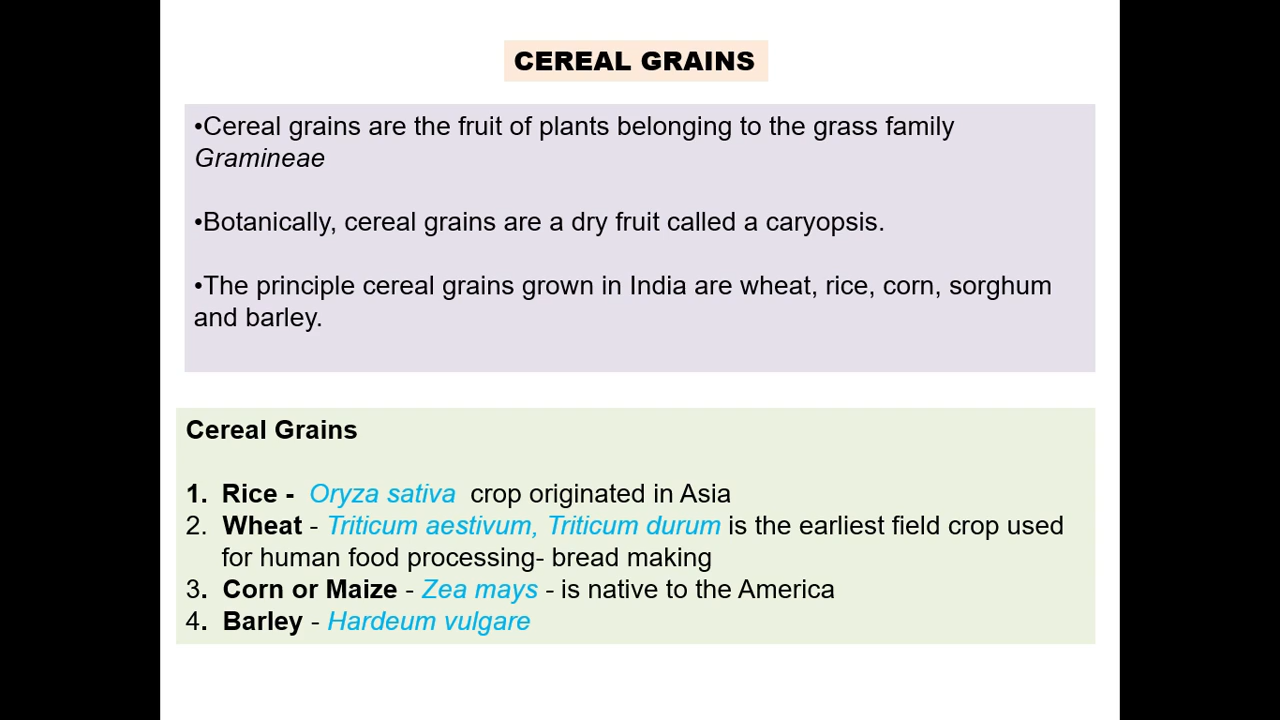 CEREAL GRAINS
•Cereal grains are the fruit of plants belonging to the grass family
Gramineae
•Botanically, cereal grains are a dry fruit called a caryopsis.
•The principle cereal grains grown in India are wheat, rice, corn, sorghum
and barley.
Cereal Grains
1. Rice - Oryza sativa crop originated in Asia
2. Wheat - Triticum aestivum, Triticum durum is the earliest field crop used
for human food processing- bread making
3. Corn or Maize - Zea mays - is native to the America
4. Barley - Hardeum vulgare